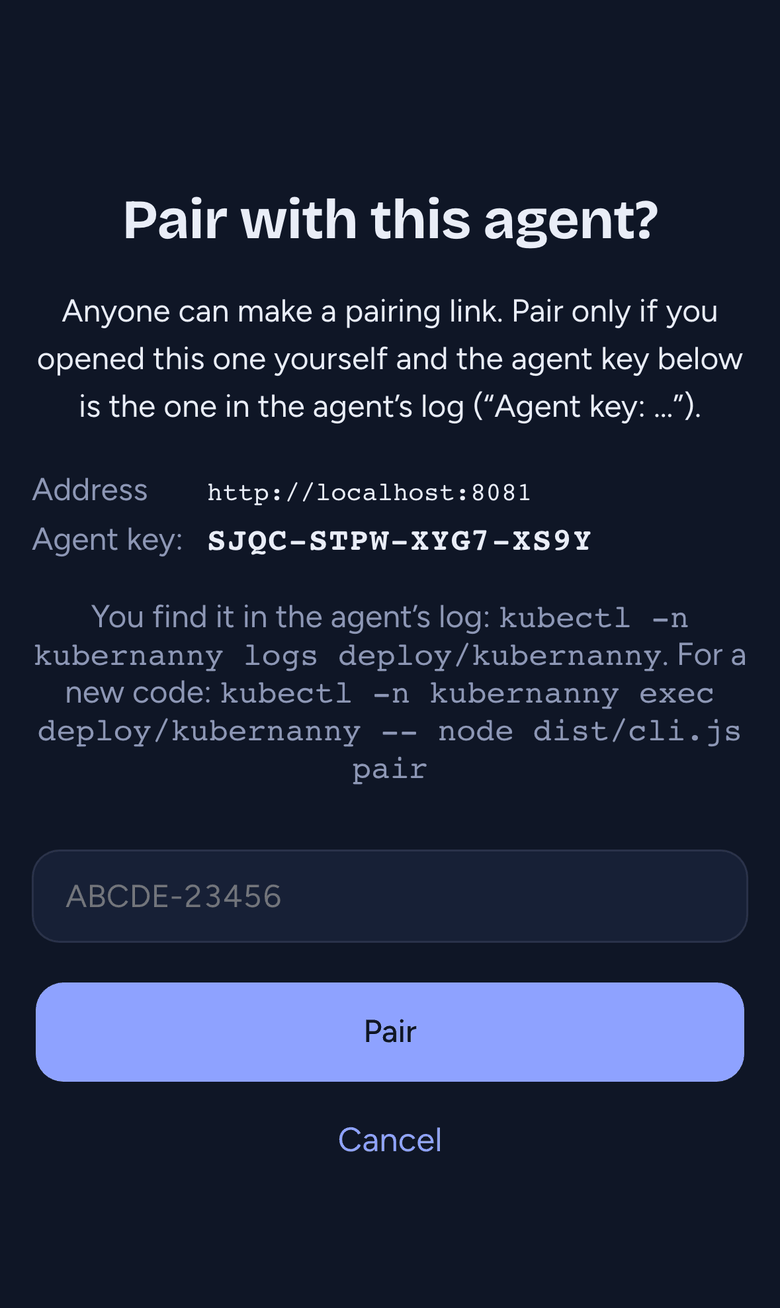 Pair with this agent?
Anyone can make a pairing link. Pair only if you
opened this one yourself and the agent key below
is the one in the agent’s log (“Agent key: …”).
Address http://localhost:8081
Agent key: SJQC-STPW-XYG7-XS9Y
You find it in the agent’s log: kubectl -n
kubernanny logs deploy/kubernanny. For a
new code: kubectl -n kubernanny exec
deploy/kubernanny -- node dist/cli.js
pair
ABCDE-23456
Pair
Cancel